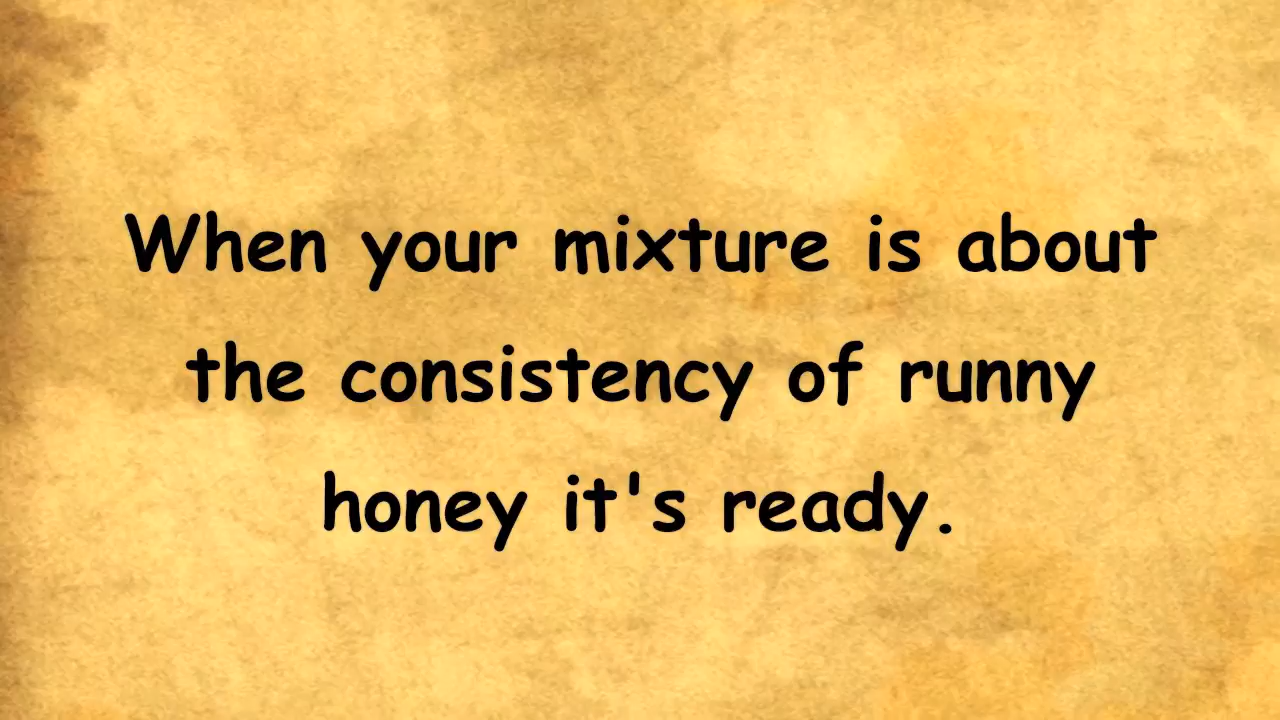 When your mixture is about
the consistency of runny
honey it's ready.